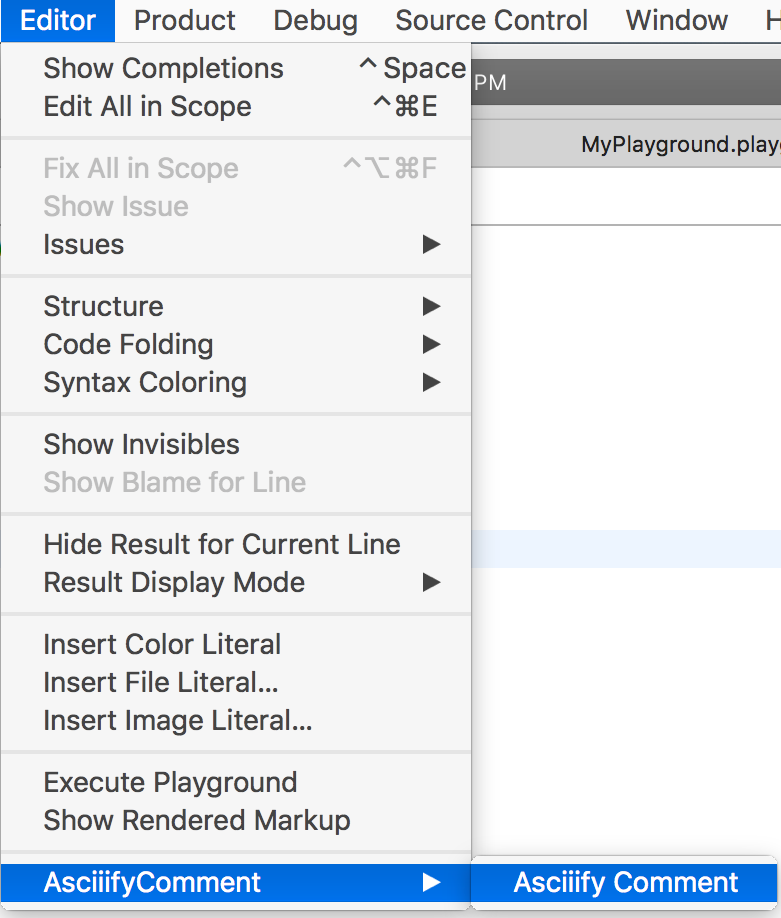 Editor Product Debug Source Control Window H
Show Completions ^ Space
PM
Edit All in Scope ^⌘E
MyPlayground.play
Fix All in Scope ^⌥⌘F
Show Issue
Issues ▶
Structure ▶
Code Folding ▶
Syntax Coloring ▶
Show Invisibles
Show Blame for Line
Hide Result for Current Line
Result Display Mode ▶
Insert Color Literal
Insert File Literal...
Insert Image Literal...
Execute Playground
Show Rendered Markup
AsciiifyComment ▶ Asciiify Comment